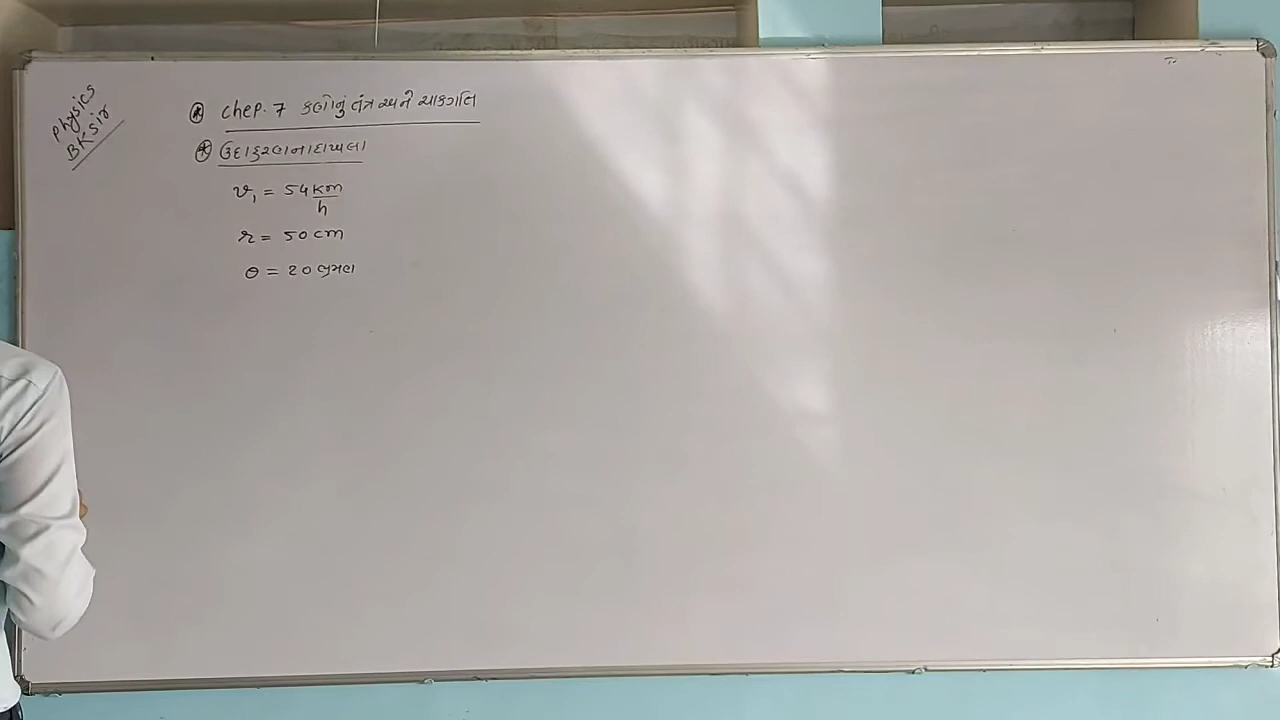 Physics
BK Sir
Chep. 7 કણોનું તંત્ર અને ચાકગતિ
ઉદાહરણના દાખલા
v₁ = 54 km/h
r = 50 cm
θ = 20 ભ્રમણ